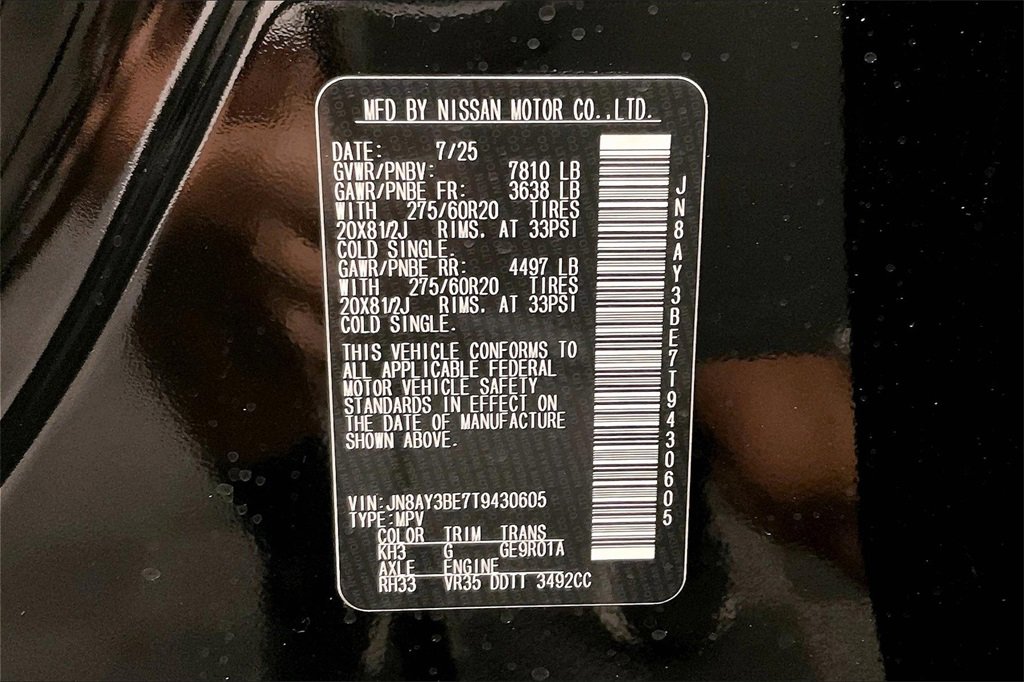 MFD BY NISSAN MOTOR CO.,LTD.
DATE: 7/25
GVWR/PNBV: 7810 LB
GAWR/PNBE FR: 3638 LB
WITH 275/60R20 TIRES
20X81/2J RIMS. AT 33PSI
COLD SINGLE.
GAWR/PNBE RR: 4497 LB
WITH 275/60R20 TIRES
20X81/2J RIMS. AT 33PSI
COLD SINGLE.
THIS VEHICLE CONFORMS TO
ALL APPLICABLE FEDERAL
MOTOR VEHICLE SAFETY
STANDARDS IN EFFECT ON
THE DATE OF MANUFACTURE
SHOWN ABOVE.
VIN:JN8AY3BE7T9430605
TYPE:MPV
COLOR TRIM TRANS
KH3 G GE9R01A
AXLE ENGINE
RH33 VR35 DDTT 3492CC
JN8AY3BE7T9430605